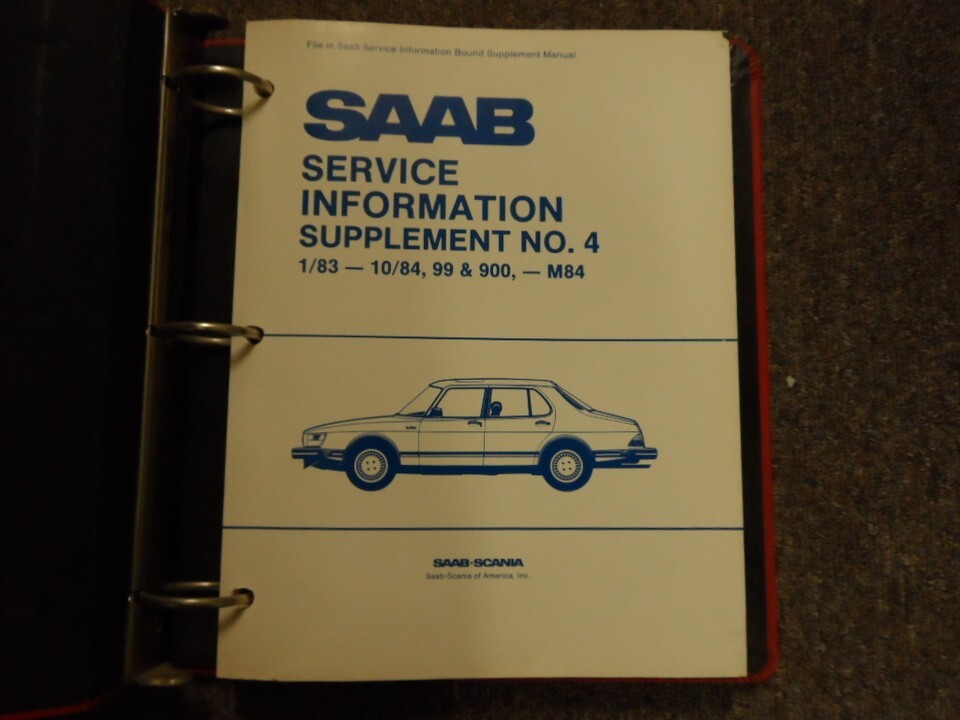 File in Saab Service Information Bound Supplement Manual.
SAAB
SERVICE
INFORMATION
SUPPLEMENT NO. 4
1/83 — 10/84, 99 & 900, — M84
SAAB-SCANIA
Saab-Scania of America, Inc.